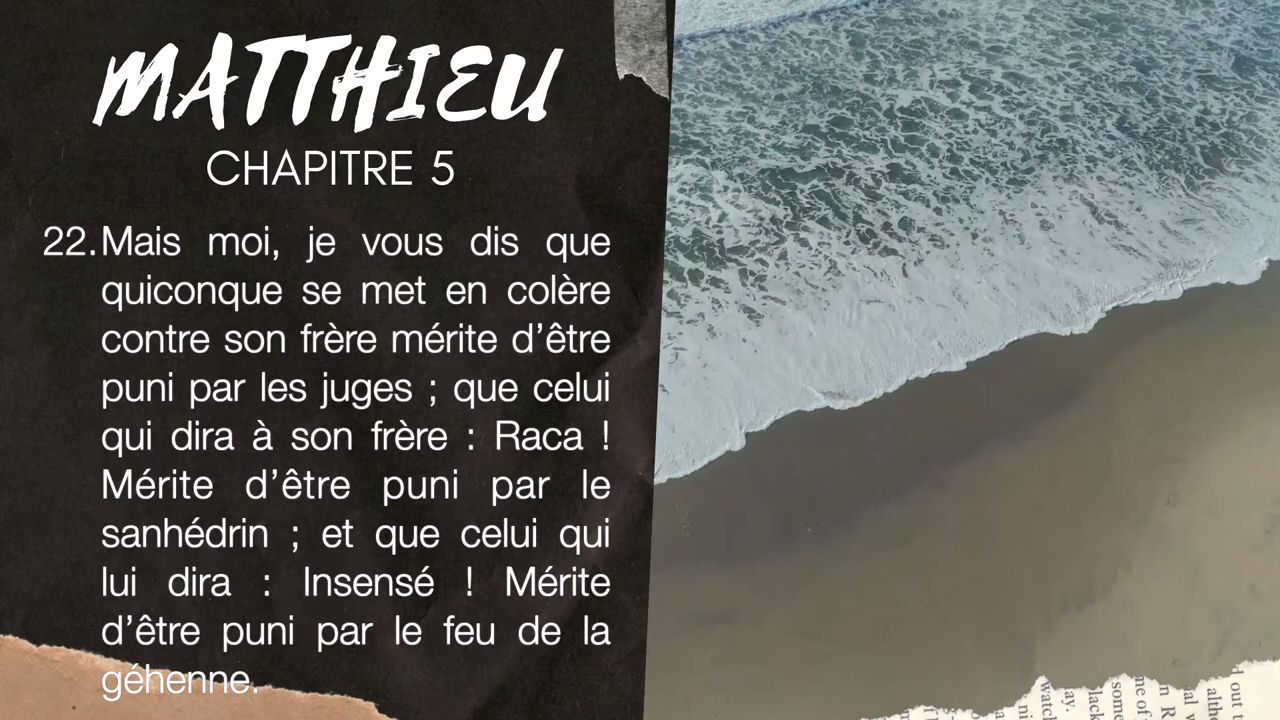 MATTHIEU
CHAPITRE 5
22. Mais moi, je vous dis que
quiconque se met en colère
contre son frère mérite d’être
puni par les juges ; que celui
qui dira à son frère : Raca !
Mérite d’être puni par le
sanhédrin ; et que celui qui
lui dira : Insensé ! Mérite
d’être puni par le feu de la
géhenne.